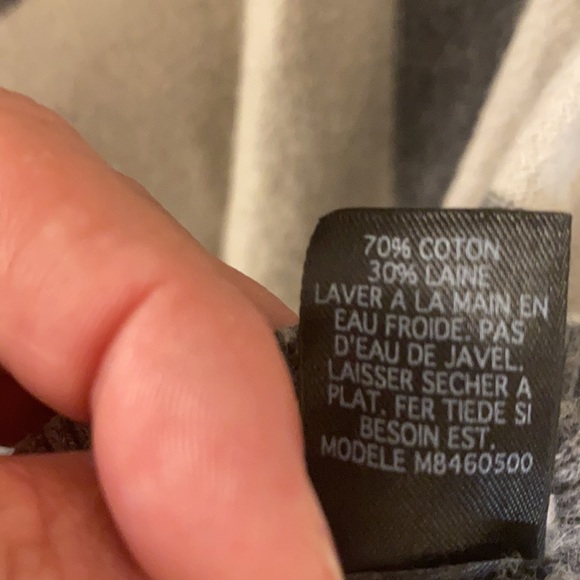 70% COTON
30% LAINE
LAVER A LA MAIN EN
EAU FROIDE. PAS
D'EAU DE JAVEL.
LAISSER SECHER A
PLAT. FER TIEDE SI
BESOIN EST.
MODELE M8460500